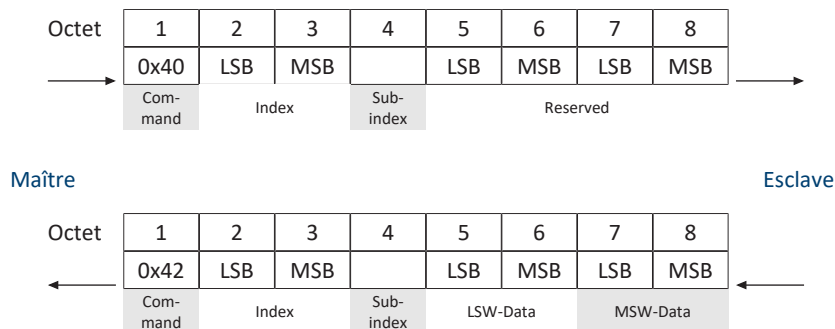 Octet 1 2 3 4 5 6 7 8
0x40 LSB MSB LSB MSB LSB MSB
Com-
mand Index Sub-
index Reserved
Maître Esclave
Octet 1 2 3 4 5 6 7 8
0x42 LSB MSB LSB MSB LSB MSB
Com-
mand Index Sub-
index LSW-Data MSW-Data